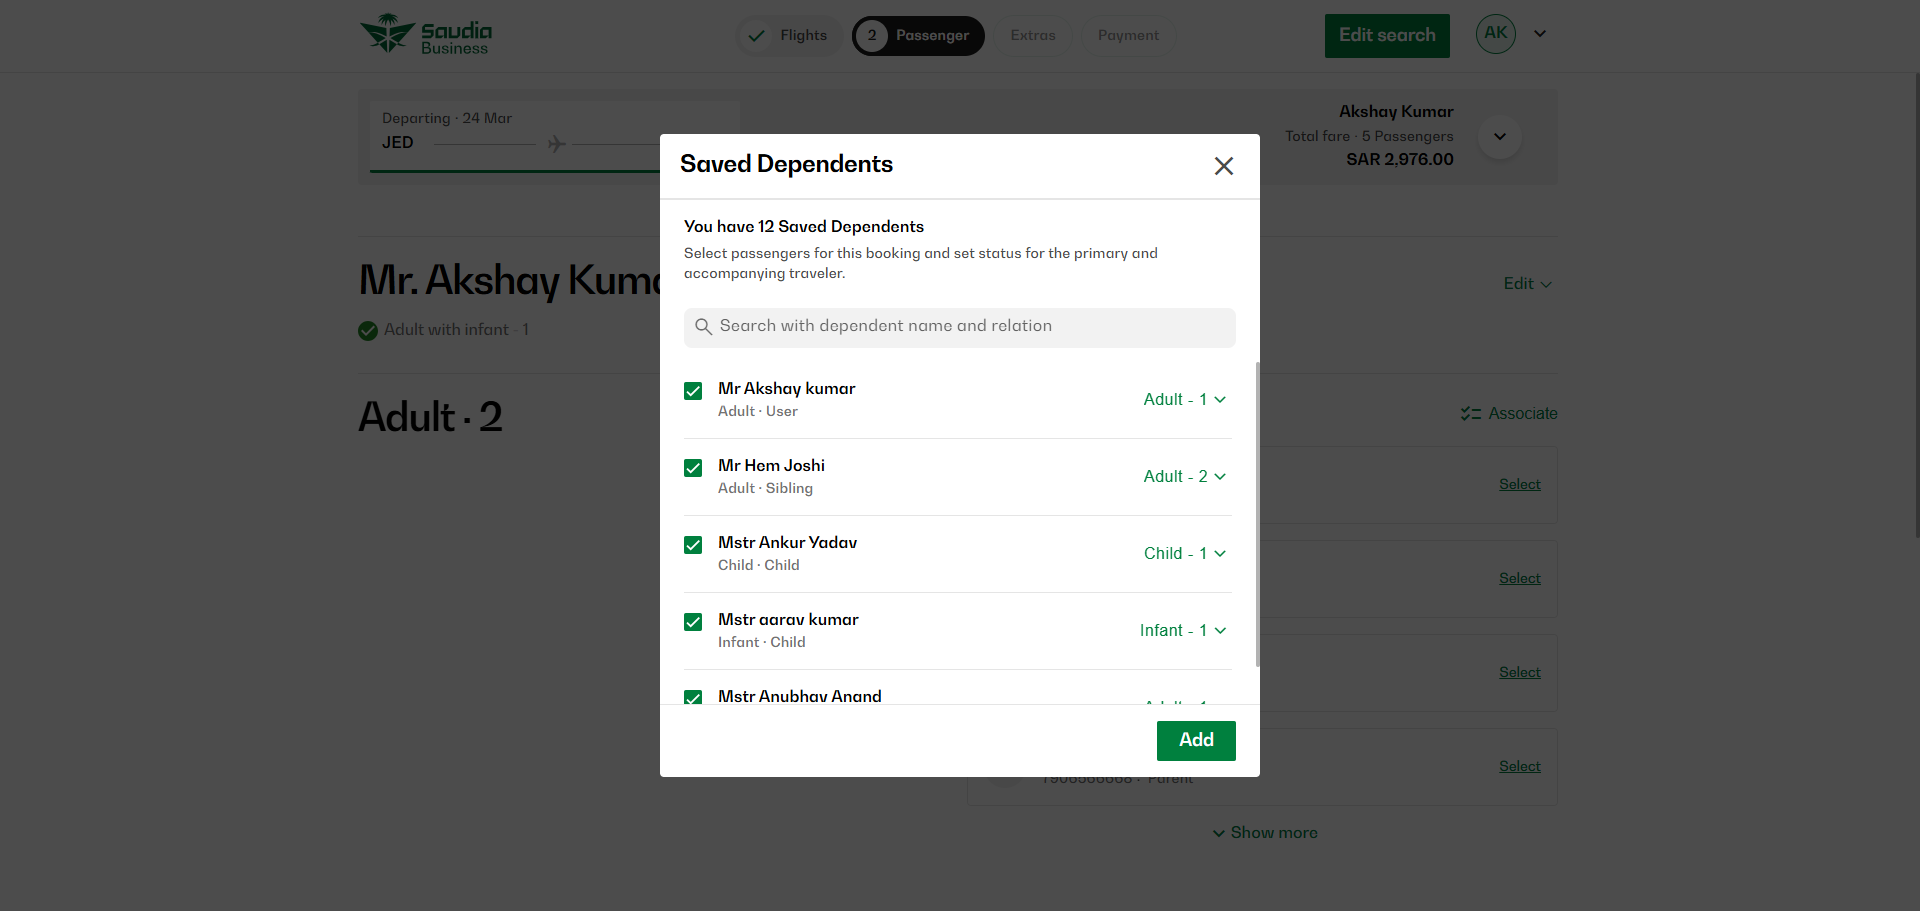 Saudia
Business
Flights
2 Passenger
Extras
Payment
Edit search
AK
Departing · 24 Mar
JED
Akshay Kumar
Total fare · 5 Passengers
SAR 2,976.00
Mr. Akshay Kuma
Adult with infant · 1
Edit
Adult · 2
Associate
Select
Select
Select
Select
Show more
Saved Dependents
You have 12 Saved Dependents
Select passengers for this booking and set status for the primary and
accompanying traveler.
Search with dependent name and relation
Mr Akshay kumar
Adult · User
Adult - 1
Mr Hem Joshi
Adult · Sibling
Adult - 2
Mstr Ankur Yadav
Child · Child
Child - 1
Mstr aarav kumar
Infant · Child
Infant - 1
Mstr Anubhav Anand
Add